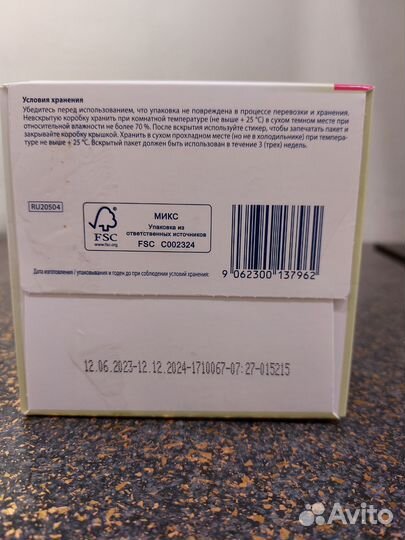 Условия хранения
Убедитесь перед использованием, что упаковка не повреждена в процессе перевозки и хранения.
Невскрытую коробку хранить при комнатной температуре (не выше + 25 °C) в сухом темном месте при
относительной влажности не более 70 %. После вскрытия используйте стикер, чтобы запечатать пакет и
закрывайте коробку крышкой. Хранить в сухом прохладном месте (но не в холодильнике) при темпера-
туре не выше + 25 °C. Вскрытый пакет должен быть использован в течение 3 (трех) недель.
RU20504
FSC
www.fsc.org
МИКС
Упаковка из
ответственных источников
FSC C002324
9 062300 137962
Дата изготовления / упаковывания и годен до при соблюдении условий хранения:
12.06.2023-12.12.2024-1710067-07:27-015215
Avito